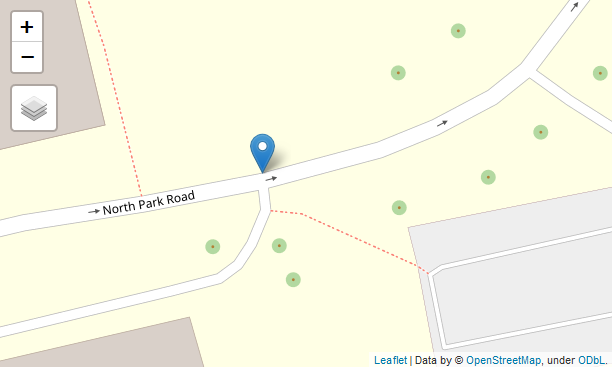 +
−
North Park Road
Leaflet | Data by © OpenStreetMap, under ODbL.